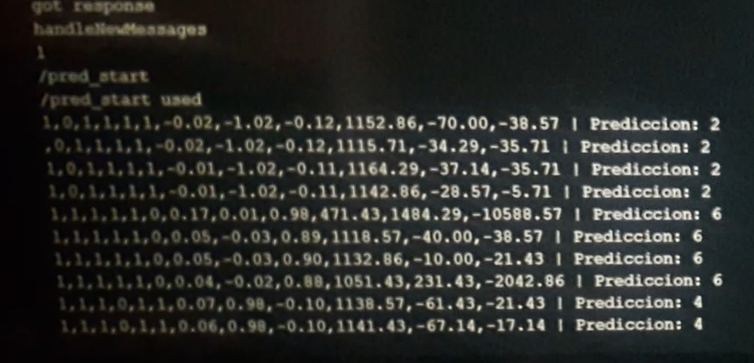 got response
handleNewMessages
1
/pred_start
/pred_start used
1,0,1,1,1,1,-0.02,-1.02,-0.12,1152.86,-70.00,-38.57 | Prediccion: 2
,0,1,1,1,1,-0.02,-1.02,-0.12,1115.71,-34.29,-35.71 | Prediccion: 2
1,0,1,1,1,1,-0.01,-1.02,-0.11,1164.29,-37.14,-35.71 | Prediccion: 2
1,0,1,1,1,1,-0.01,-1.02,-0.11,1142.86,-28.57,-5.71 | Prediccion: 2
1,1,1,1,1,0,0.17,0.01,0.98,471.43,1484.29,-10588.57 | Prediccion: 6
1,1,1,1,1,0,0.05,-0.03,0.89,1118.57,-40.00,-38.57 | Prediccion: 6
1,1,1,1,1,0,0.05,-0.03,0.90,1132.86,-10.00,-21.43 | Prediccion: 6
1,1,1,1,1,0,0.04,-0.02,0.88,1051.43,231.43,-2042.86 | Prediccion: 6
1,1,1,0,1,1,0.07,0.98,-0.10,1138.57,-61.43,-21.43 | Prediccion: 4
1,1,1,0,1,1,0.06,0.98,-0.10,1141.43,-67.14,-17.14 | Prediccion: 4